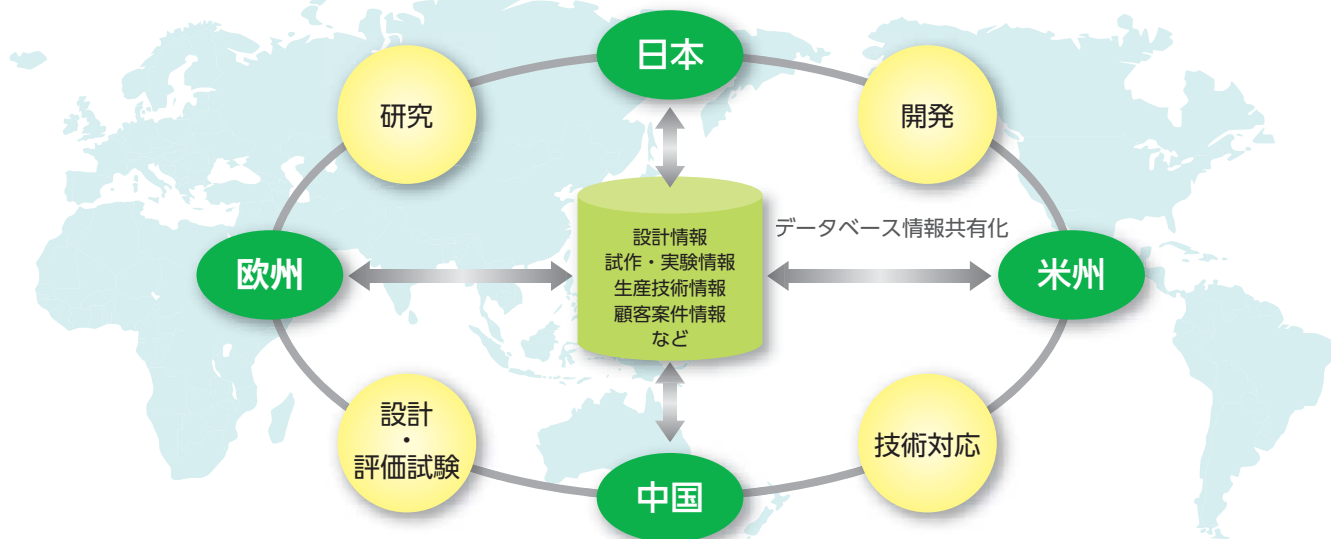 日本
研究
開発
データベース情報共有化
設計情報
試作・実験情報
生産技術情報
顧客案件情報
など
欧州
米州
設計
・
評価試験
技術対応
中国